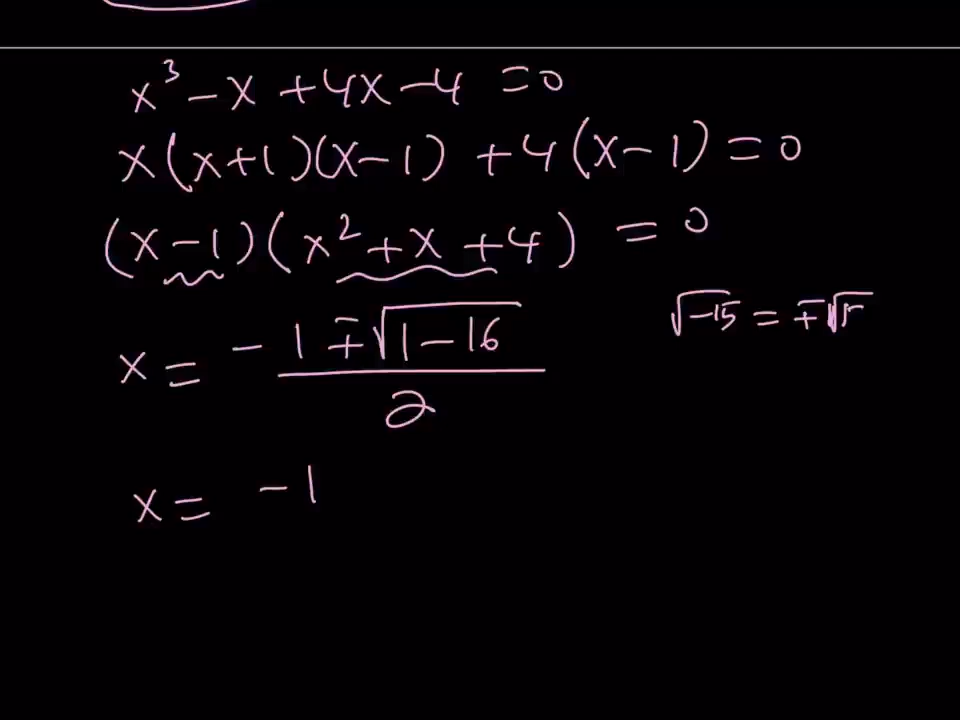 x³ - x + 4x - 4 = 0
x(x+1)(x-1) + 4(x-1) = 0
(x-1)(x²+x+4) = 0
x = -1∓√1-16 / 2
√-15 = ∓√1
x = -1